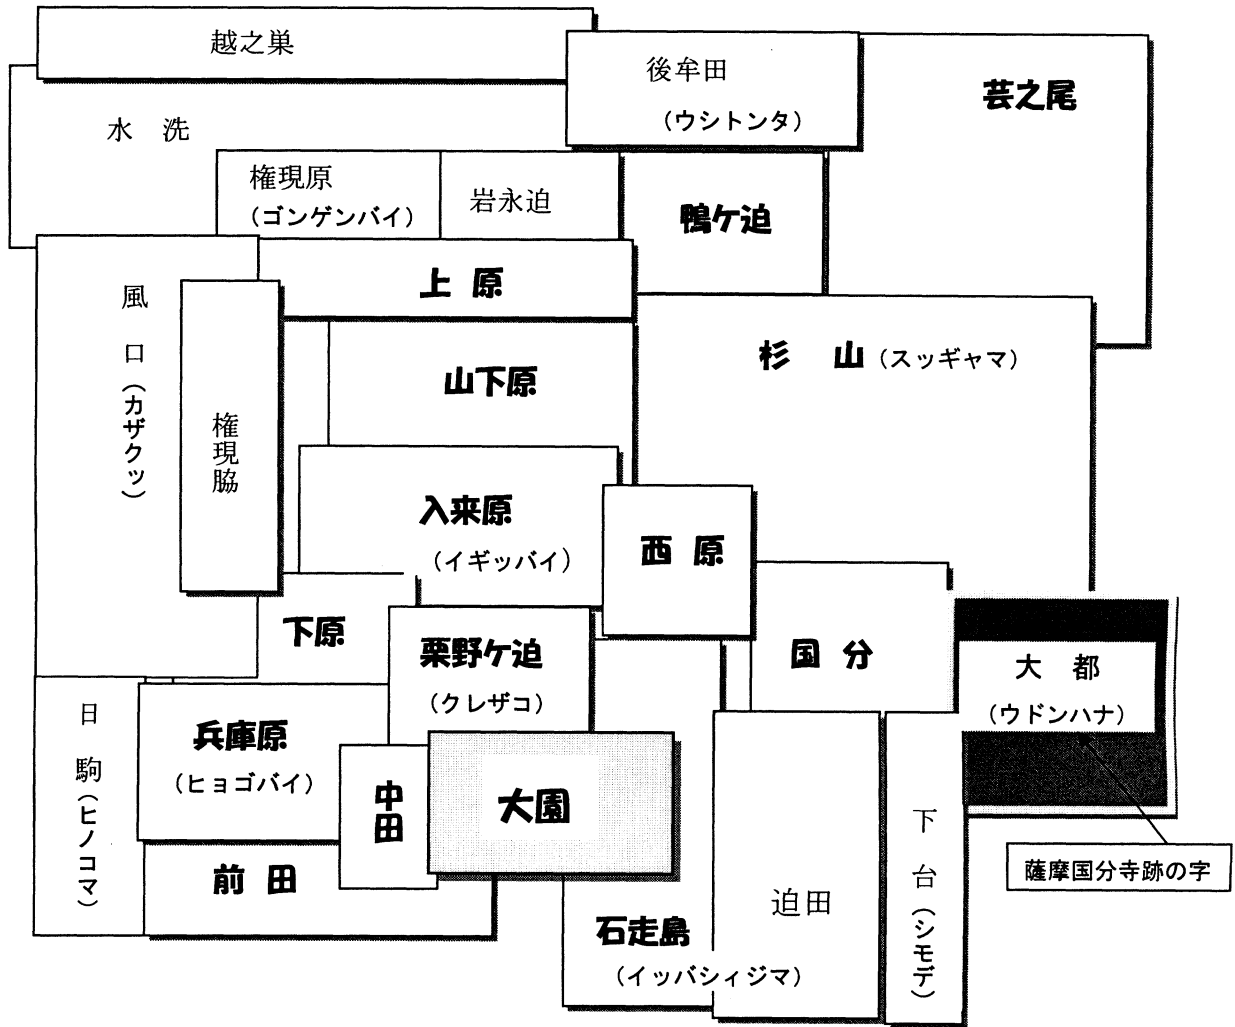 越之巣
後牟田
（ウシトンタ）
芸之尾
水　洗
権現原
（ゴンゲンバイ）
岩永迫
鴨ケ迫
上　原
風　口（カザクッ）
権現脇
山下原
杉　山（スッギャマ）
入来原
（イギッバイ）
西　原
下原
栗野ケ迫
（クレザコ）
国　分
大　都
（ウドンハナ）
日　駒（ヒノコマ）
兵庫原
（ヒョゴバイ）
中田
大園
前　田
石走島
（イッバシィジマ）
迫田
下　台（シモデ）
薩摩国分寺跡の字